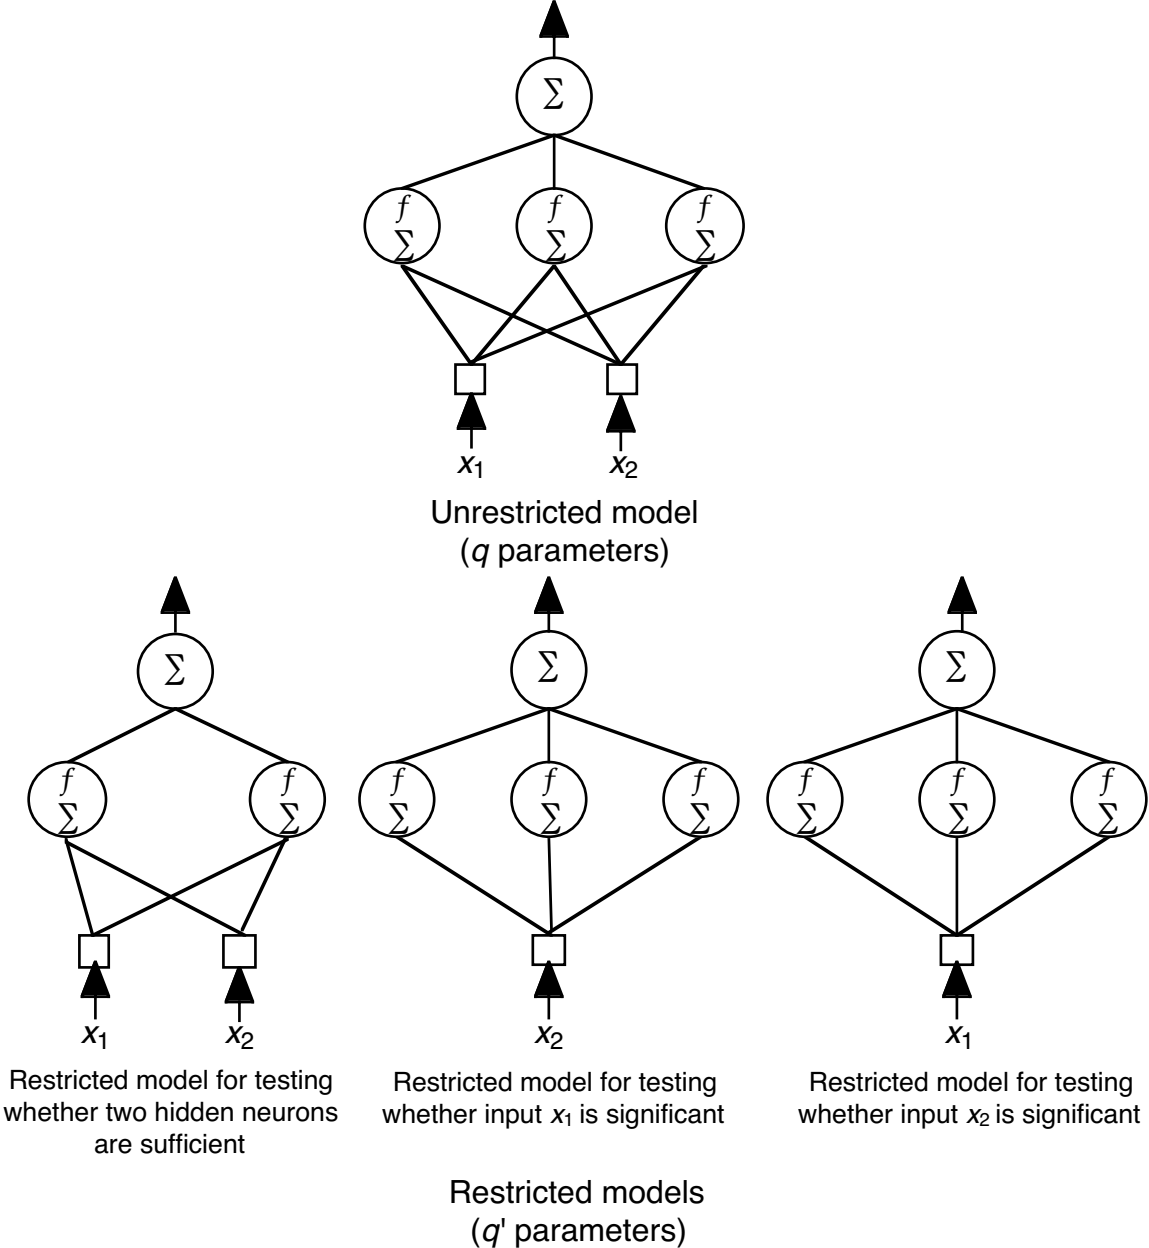 Σ
f f f
Σ Σ Σ
x1 x2
Unrestricted model
(q parameters)
Σ Σ Σ
f f f f f f f f
Σ Σ Σ Σ Σ Σ Σ Σ
x1 x2 x2 x1
Restricted model for testing
whether two hidden neurons
are sufficient
Restricted model for testing
whether input x1 is significant
Restricted model for testing
whether input x2 is significant
Restricted models
(q' parameters)